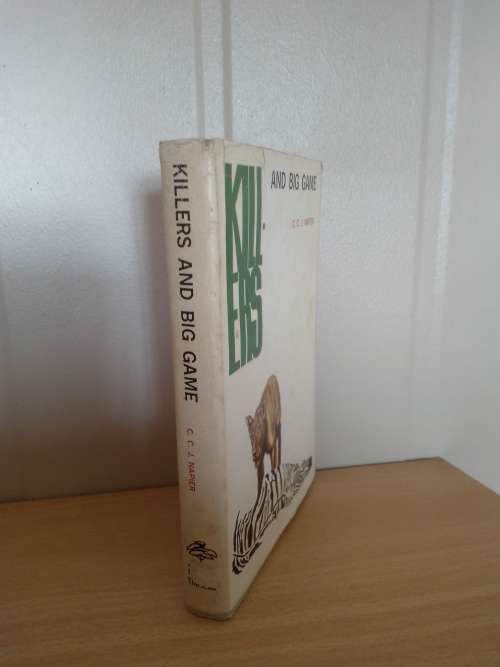 KILLERS AND BIG GAME
C. C. J. NAPIER
KILL-
ERS
AND BIG GAME
C. C. J. NAPIER